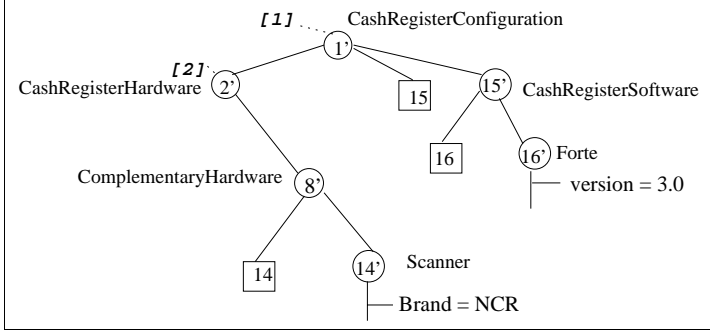 [1]
CashRegisterConfiguration
1’
[2]
CashRegisterHardware
2’
15
15’
CashRegisterSoftware
16
16’
Forte
version = 3.0
ComplementaryHardware
8’
14
14’
Scanner
Brand = NCR